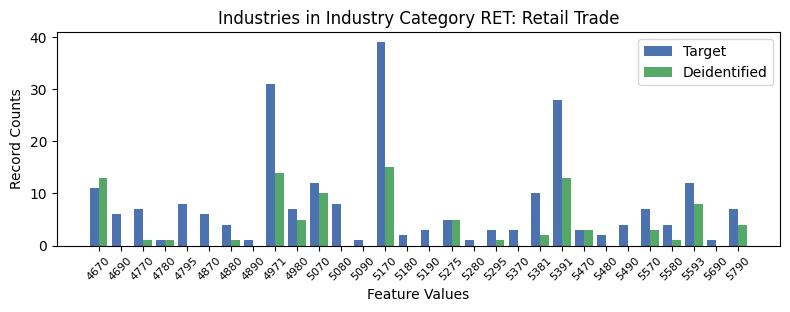 Industries in Industry Category RET: Retail Trade
Target
Deidentified
Record Counts
40
30
20
10
0
4670 4690 4770 4780 4795 4870 4880 4890 4971 4980 5070 5080 5090 5170 5180 5190 5275 5280 5295 5370 5381 5391 5470 5480 5490 5570 5580 5593 5690 5790
Feature Values